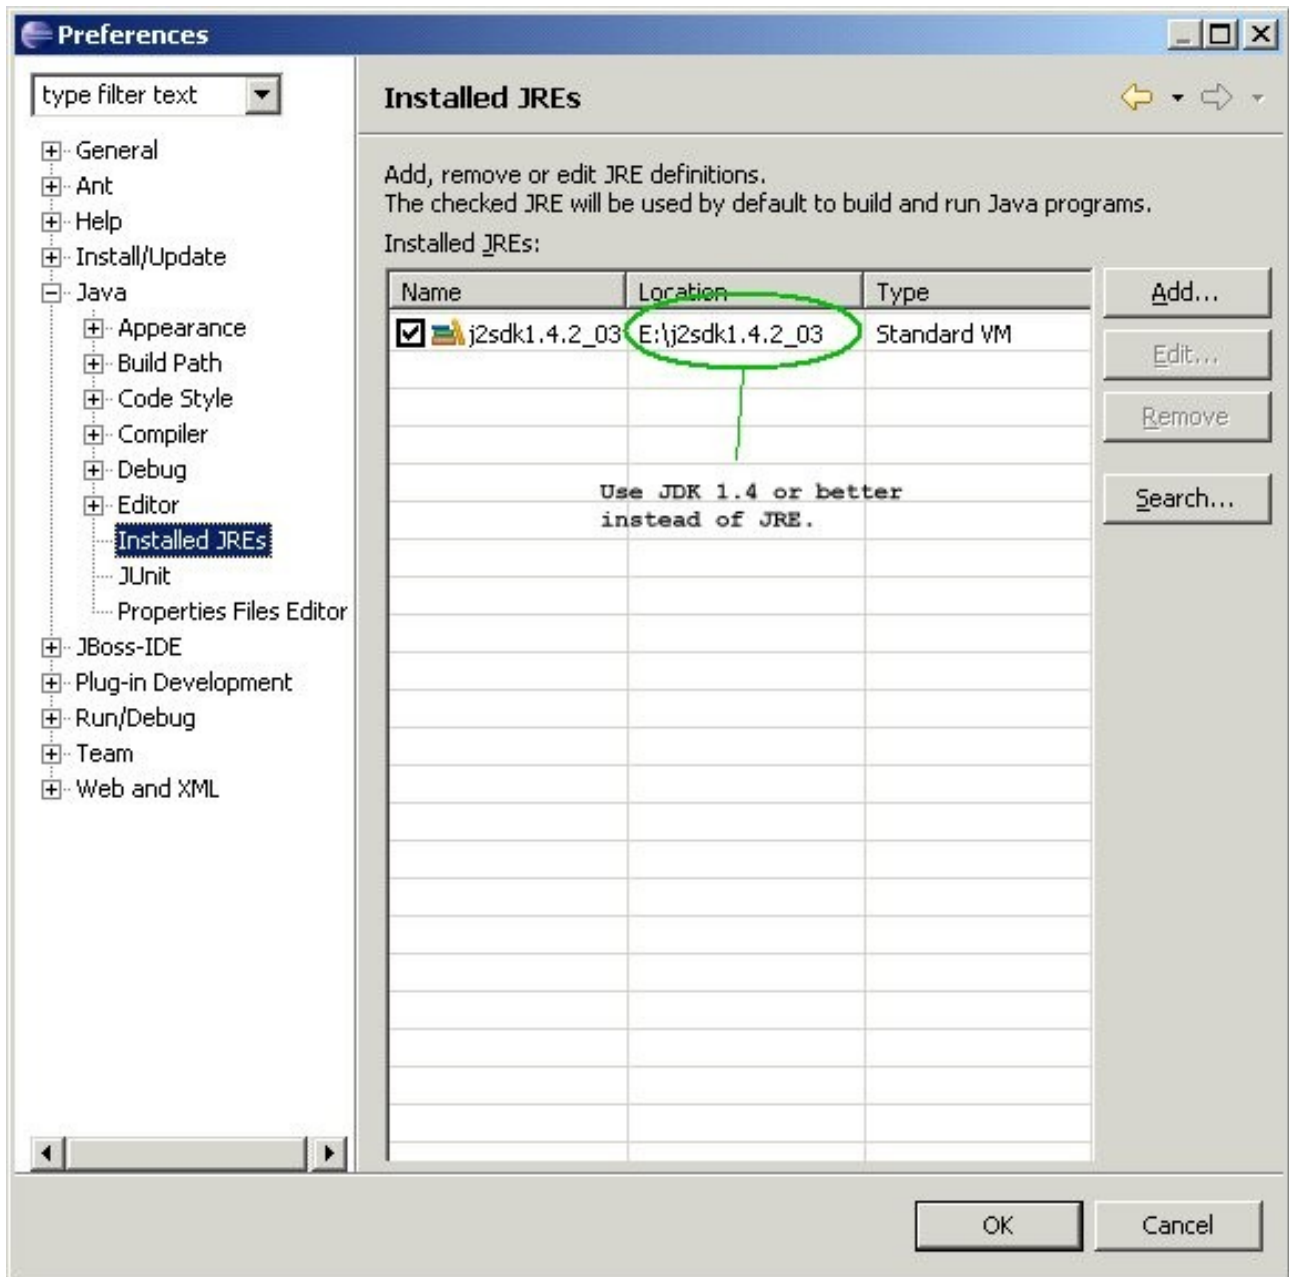 Preferences
type filter text
General
Ant
Help
Install/Update
Java
Appearance
Build Path
Code Style
Compiler
Debug
Editor
Installed JREs
JUnit
Properties Files Editor
JBoss-IDE
Plug-in Development
Run/Debug
Team
Web and XML
Installed JREs
Add, remove or edit JRE definitions.
The checked JRE will be used by default to build and run Java programs.
Installed JREs:
Name Location Type
j2sdk1.4.2_03 E:\j2sdk1.4.2_03 Standard VM
Use JDK 1.4 or better
instead of JRE.
Add...
Edit...
Remove
Search...
OK Cancel